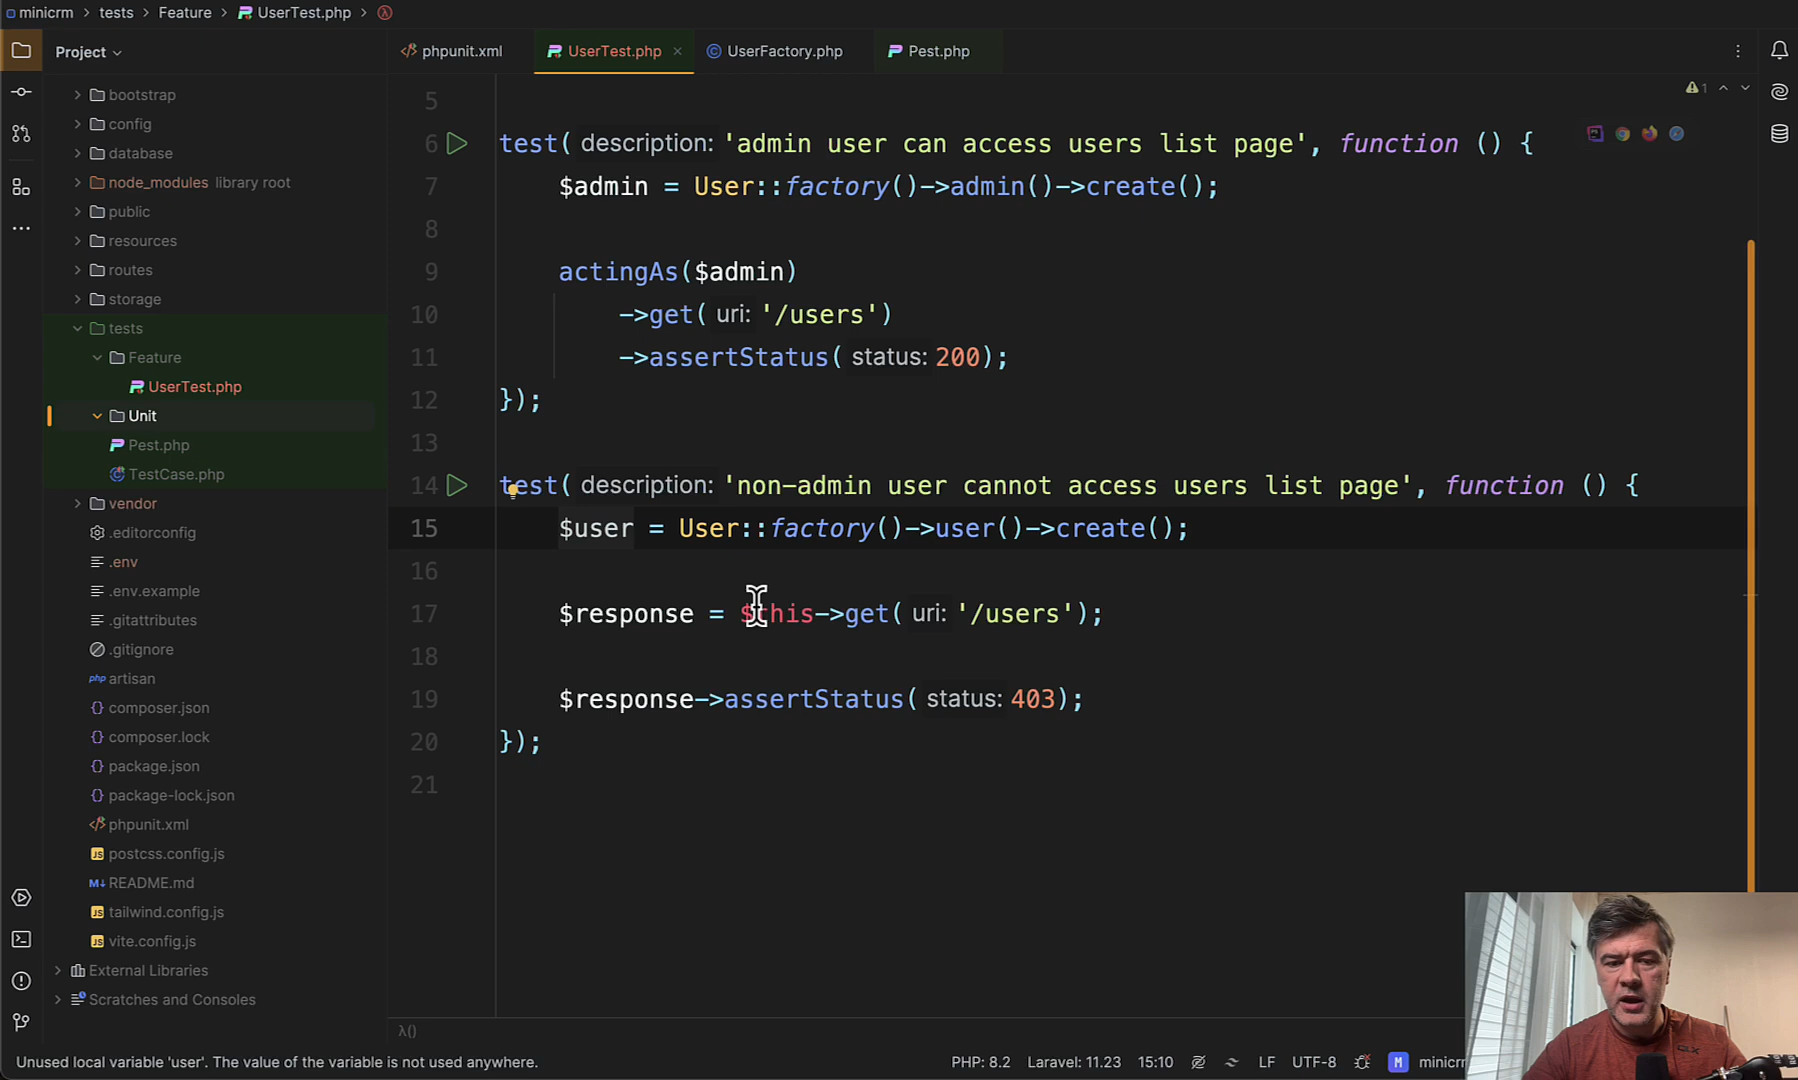 minicrm > tests > Feature > UserTest.php >
Project
phpunit.xml
UserTest.php
UserFactory.php
Pest.php
1
bootstrap
config
database
node_modules library root
public
resources
routes
storage
tests
Feature
UserTest.php
Unit
Pest.php
TestCase.php
vendor
.editorconfig
.env
.env.example
.gitattributes
.gitignore
php artisan
composer.json
composer.lock
package.json
package-lock.json
phpunit.xml
JS postcss.config.js
M↓ README.md
JS tailwind.config.js
JS vite.config.js
External Libraries
Scratches and Consoles
5
6 test( description: 'admin user can access users list page', function () {
7 $admin = User::factory()->admin()->create();
8
9 actingAs($admin)
10 ->get( uri: '/users')
11 ->assertStatus( status: 200);
12 });
13
14 test( description: 'non-admin user cannot access users list page', function () {
15 $user = User::factory()->user()->create();
16
17 $response = $this->get( uri: '/users');
18
19 $response->assertStatus( status: 403);
20 });
21
λ()
Unused local variable 'user'. The value of the variable is not used anywhere.
PHP: 8.2 Laravel: 11.23 15:10 LF UTF-8 M minicrm